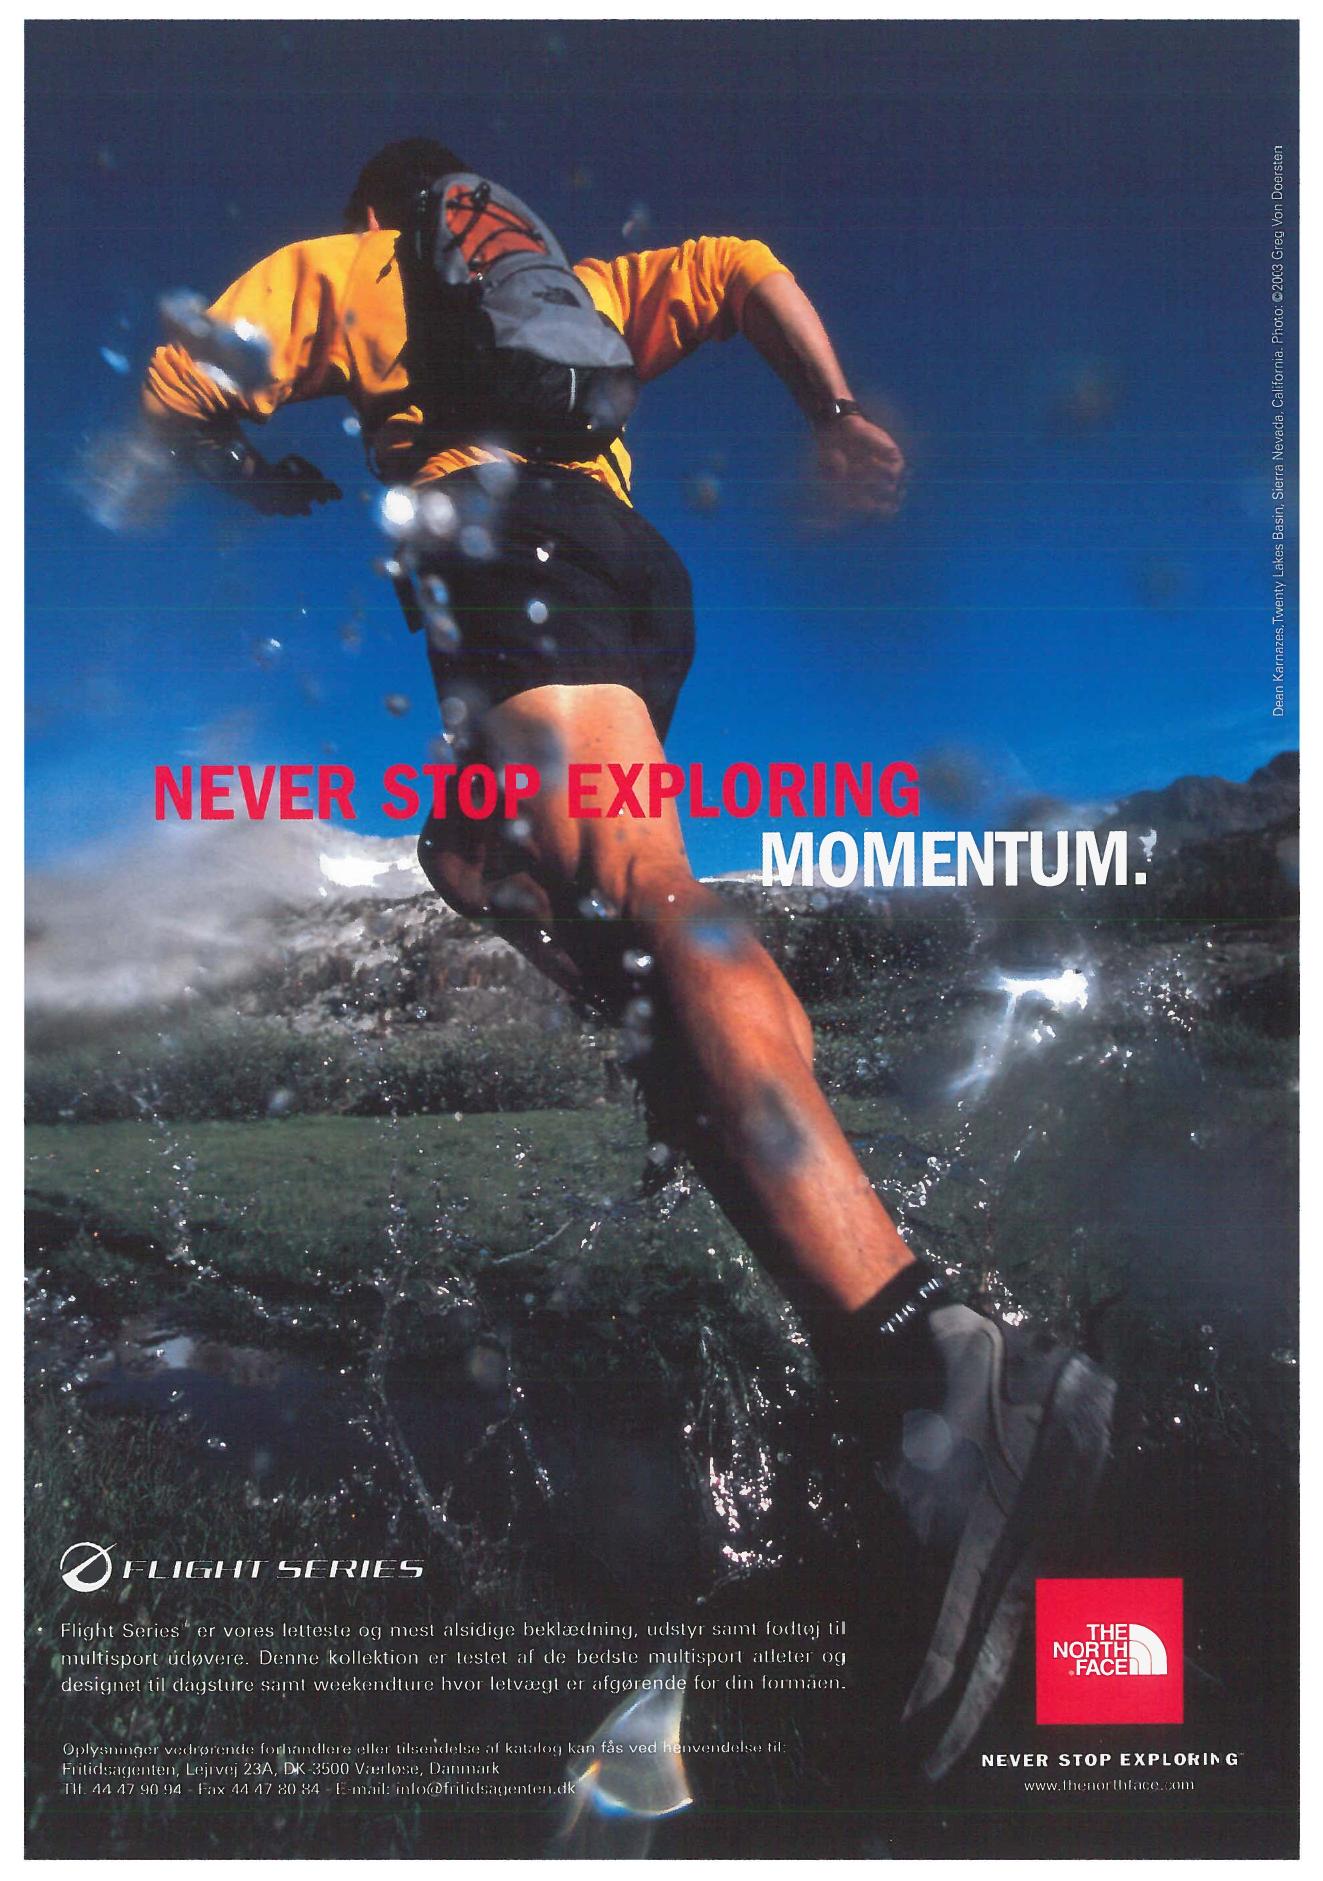 Dean Karnazes,Twenty Lakes Basin, Sierra Nevada, California. Photo: ©2003 Greg Von Doersten
NEVER STOP EXPLORING
MOMENTUM.
FLIGHT SERIES
Flight Series™ er vores letteste og mest alsidige beklædning, udstyr samt fodtøj til
multisport udøvere. Denne kollektion er testet af de bedste multisport atleter og
designet til dagsture samt weekendture hvor letvægt er afgørende for din formåen.
Oplysninger vedrørende forhandlere eller tilsendelse af katalog kan fås ved henvendelse til:
Fritidsagenten, Lejrvej 23A, DK-3500 Værløse, Danmark
Tlf. 44 47 90 94 - Fax 44 47 80 84 - E-mail: info@fritidsagenten.dk
THE
NORTH
FACE
NEVER STOP EXPLORING™
www.thenorthface.com